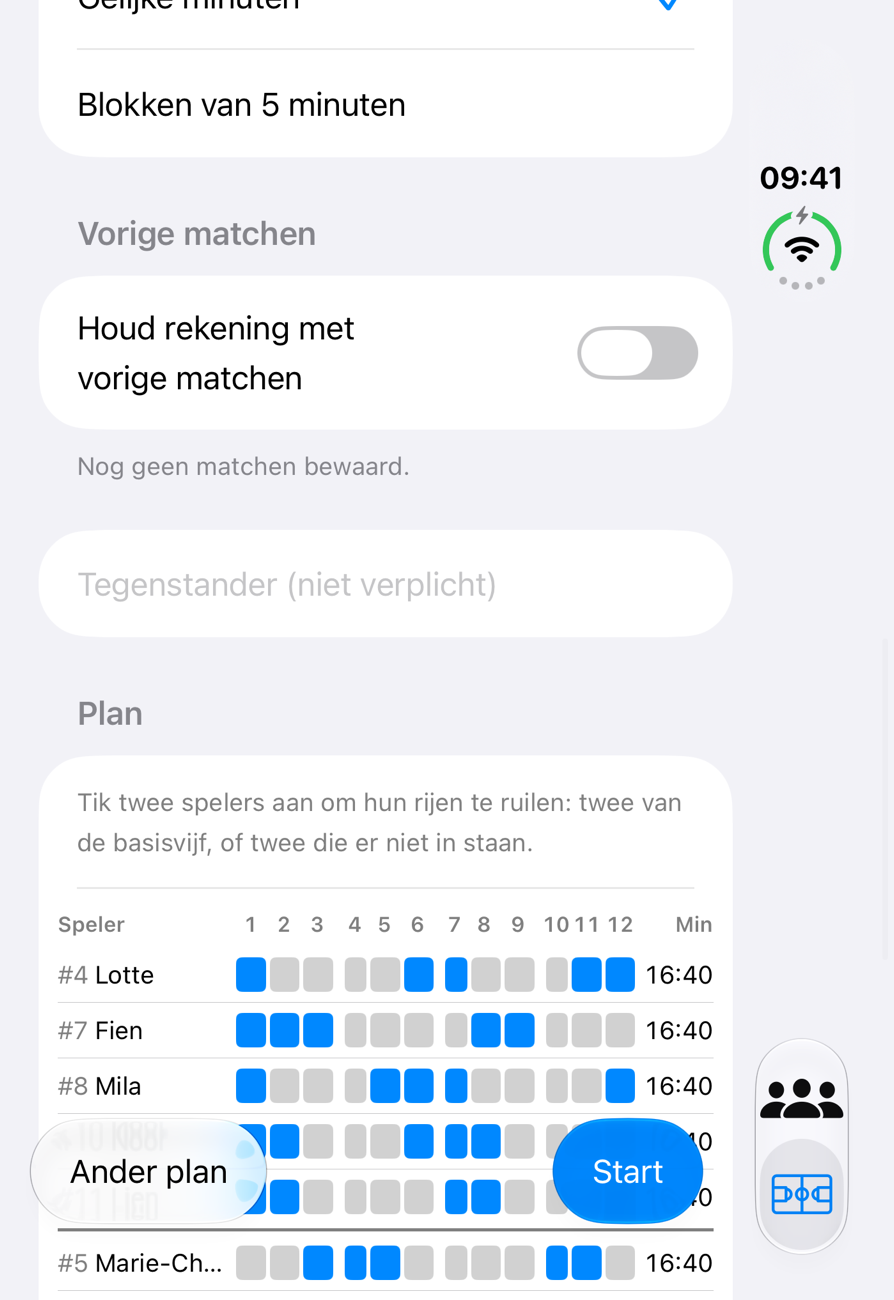 Gelijke minuten
Blokken van 5 minuten
09:41
Vorige matchen
Houd rekening met
vorige matchen
Nog geen matchen bewaard.
Tegenstander (niet verplicht)
Plan
Tik twee spelers aan om hun rijen te ruilen: twee van
de basisvijf, of twee die er niet in staan.
Speler 1 2 3 4 5 6 7 8 9 10 11 12 Min
#4 Lotte 16:40
#7 Fien 16:40
#8 Mila 16:40
Ander plan
Start
#5 Marie-Ch... 16:40